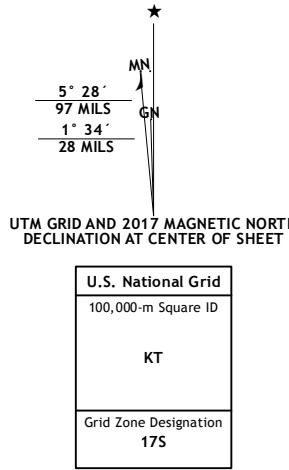 ★
MN
5° 28´
97 MILS
GN
1° 34´
28 MILS
UTM GRID AND 2017 MAGNETIC NORTH
DECLINATION AT CENTER OF SHEET
U.S. National Grid
100,000-m Square ID
KT
Grid Zone Designation
17S